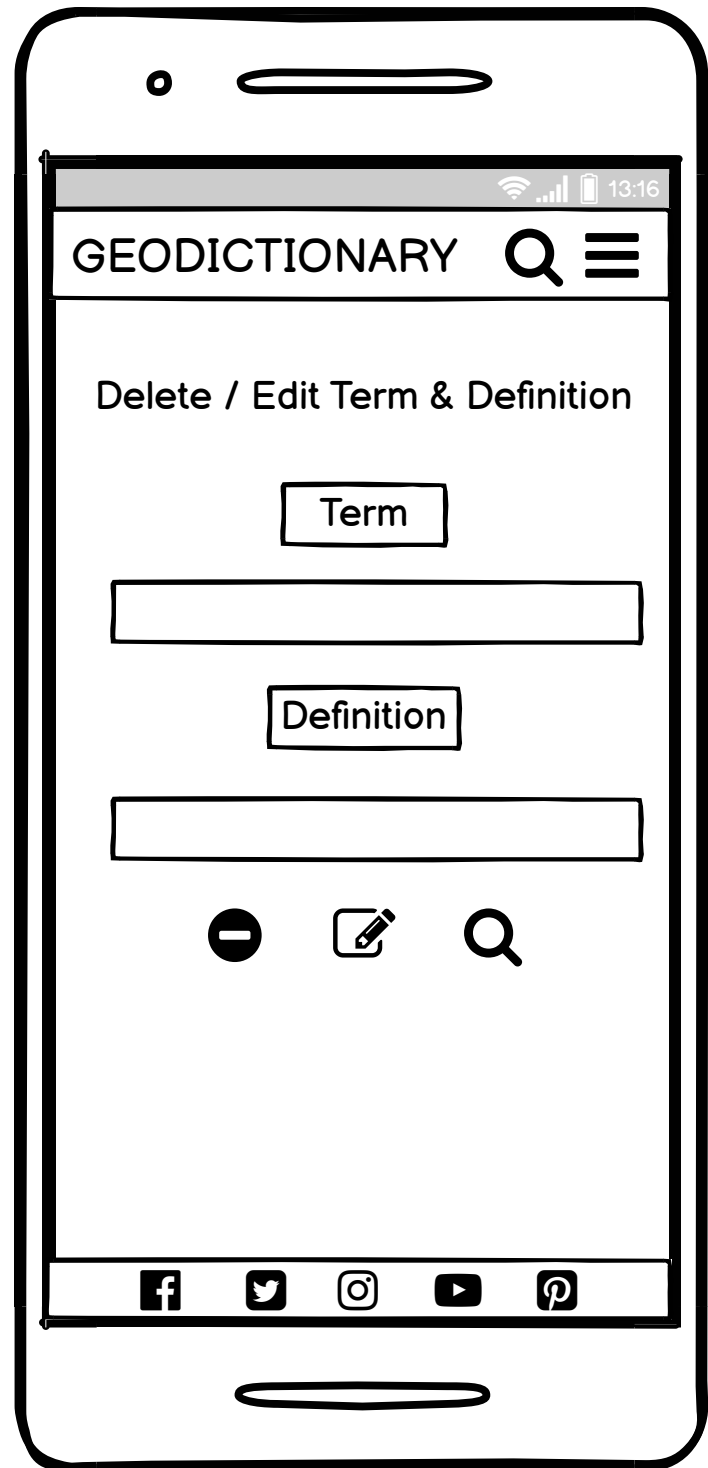 13:16
GEODICTIONARY
Delete / Edit Term & Definition
Term
Definition